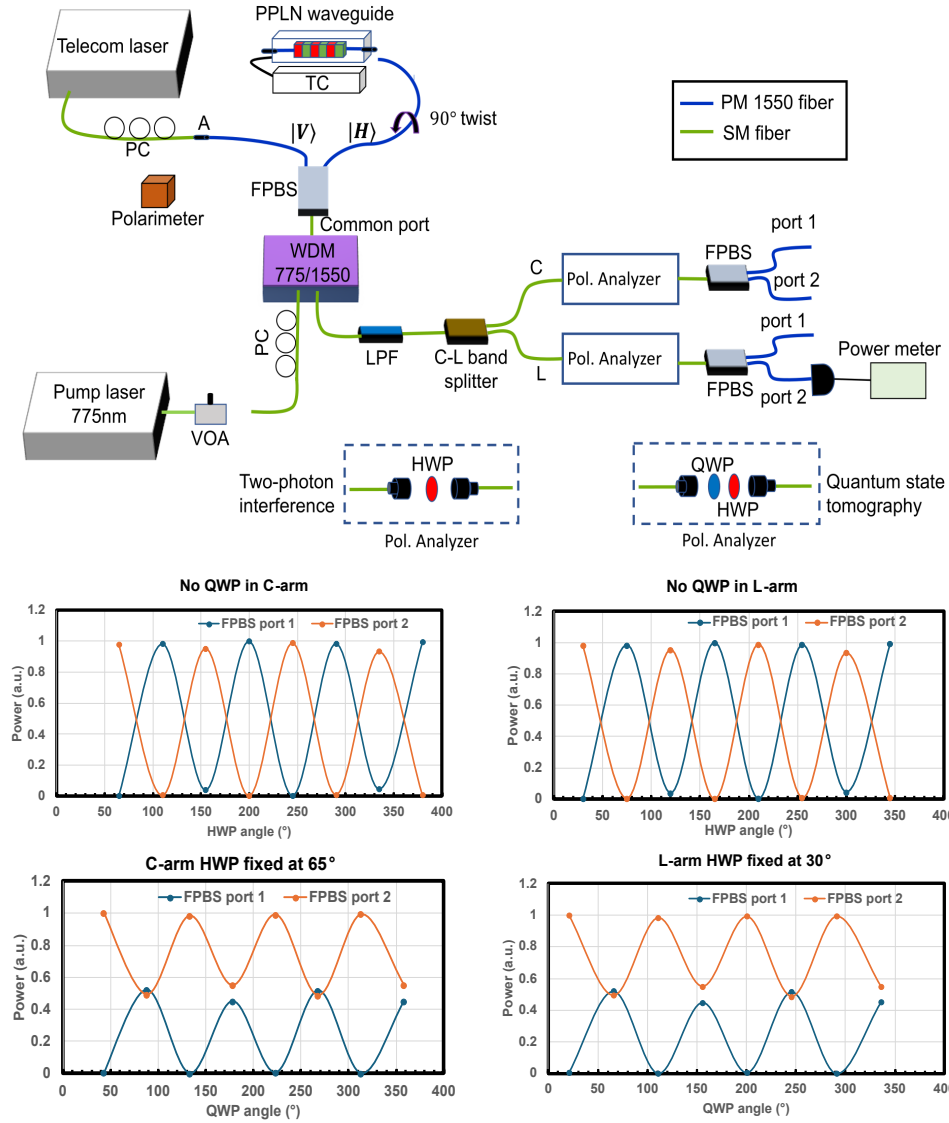 PPLN waveguide
Telecom laser
TC
PM 1550 fiber
SM fiber
A
|V⟩
|H⟩
90° twist
PC
FPBS
Polarimeter
Common port
WDM
775/1550
port 1
FPBS
C
Pol. Analyzer
port 2
PC
port 1
LPF
C-L band
splitter
Pol. Analyzer
Power meter
L
FPBS
port 2
Pump laser
775nm
VOA
Two-photon
interference
HWP
Pol. Analyzer
QWP
HWP
Quantum state
tomography
Pol. Analyzer
No QWP in C-arm
1.2
1
0.8
0.6
0.4
0.2
0
Power (a.u.)
FPBS port 1
FPBS port 2
0 50 100 150 200 250 300 350 400
HWP angle (°)
No QWP in L-arm
1.2
1
0.8
0.6
0.4
0.2
0
Power (a.u.)
FPBS port 1
FPBS port 2
0 50 100 150 200 250 300 350 400
HWP angle (°)
C-arm HWP fixed at 65°
1.2
1
0.8
0.6
0.4
0.2
0
Power (a.u.)
FPBS port 1
FPBS port 2
0 50 100 150 200 250 300 350 400
QWP angle (°)
L-arm HWP fixed at 30°
1.2
1
0.8
0.6
0.4
0.2
0
Power (a.u.)
FPBS port 1
FPBS port 2
0 50 100 150 200 250 300 350
QWP angle (°)